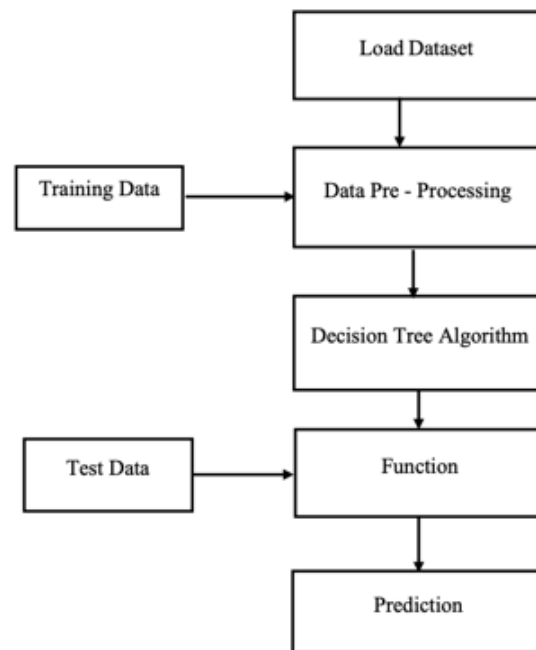 Load Dataset
Training Data
Data Pre - Processing
Decision Tree Algorithm
Test Data
Function
Prediction